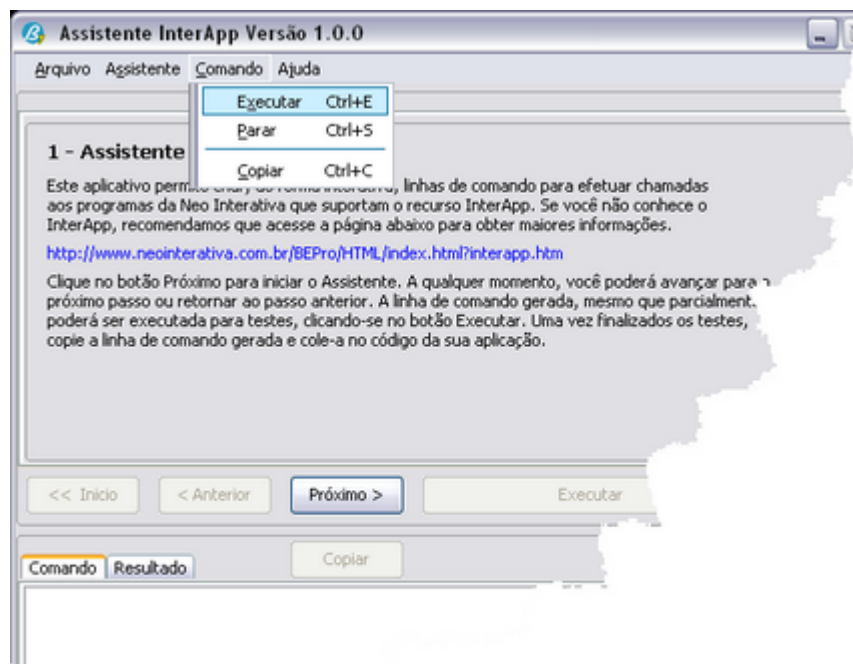 Assistente InterApp Versão 1.0.0
Arquivo Assistente Comando Ajuda
Executar Ctrl+E
Parar Ctrl+S
Copiar Ctrl+C
1 - Assistente
Este aplicativo linhas de comando para efetuar chamadas
aos programas da Neo Interativa que suportam o recurso InterApp. Se você não conhece o
InterApp, recomendamos que acesse a página abaixo para obter maiores informações.
http://www.neointerativa.com.br/BEPro/HTML/index.html?interapp.htm
Clique no botão Próximo para iniciar o Assistente. A qualquer momento, você poderá avançar para
próximo passo ou retornar ao passo anterior. A linha de comando gerada, mesmo que parcialment
poderá ser executada para testes, clicando-se no botão Executar. Uma vez finalizados os testes,
copie a linha de comando gerada e cole-a no código da sua aplicação.
<< Início < Anterior Próximo > Executar
Comando Resultado Copiar